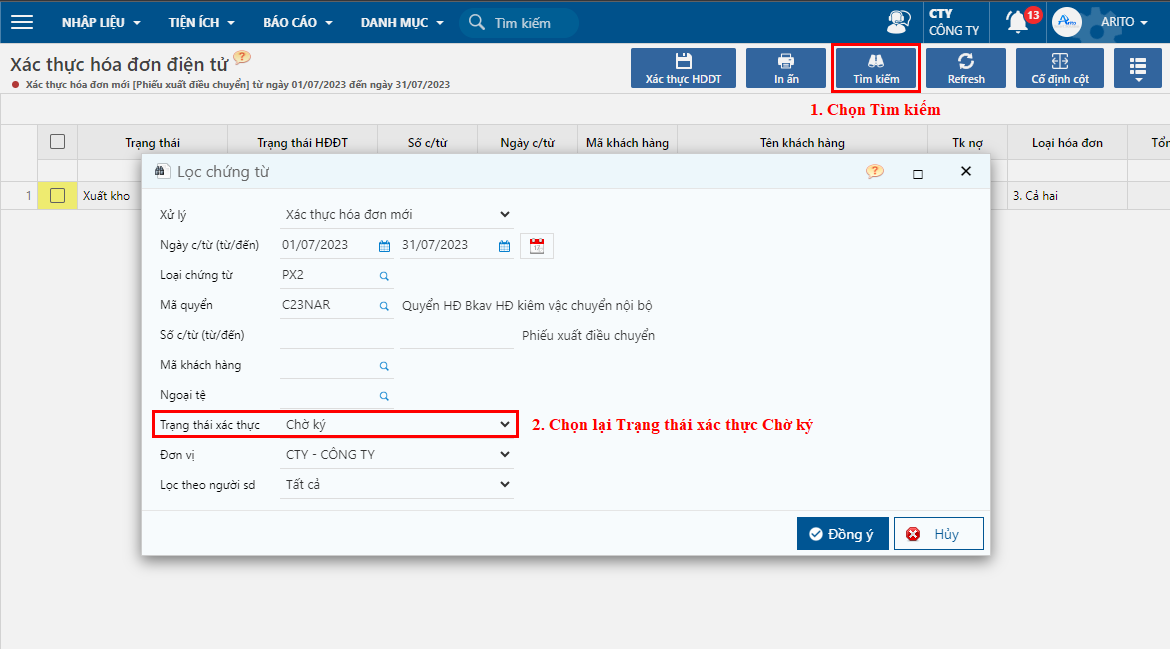 NHẬP LIỆU TIỆN ÍCH BÁO CÁO DANH MỤC Tìm kiếm CTY CÔNG TY 13 Arito ARITO
Xác thực hóa đơn điện tử ?
Xác thực hóa đơn mới [Phiếu xuất điều chuyển] từ ngày 01/07/2023 đến ngày 31/07/2023
Xác thực HDDT In ấn Tìm kiếm Refresh Cố định cột
1. Chọn Tìm kiếm
Trạng thái Trạng thái HĐĐT Số c/từ Ngày c/từ Mã khách hàng Tên khách hàng Tk nợ Loại hóa đơn Tổn
1 Xuất kho 3. Cả hai
Lọc chứng từ ?
Xử lý Xác thực hóa đơn mới
Ngày c/từ (từ/đến) 01/07/2023 31/07/2023
Loại chứng từ PX2
Mã quyển C23NAR Quyển HĐ Bkav HĐ kiêm vậc chuyển nội bộ
Số c/từ (từ/đến) Phiếu xuất điều chuyển
Mã khách hàng
Ngoại tệ
Trạng thái xác thực Chờ ký 2. Chọn lại Trạng thái xác thực Chờ ký
Đơn vị CTY - CÔNG TY
Lọc theo người sd Tất cả
Đồng ý Hủy